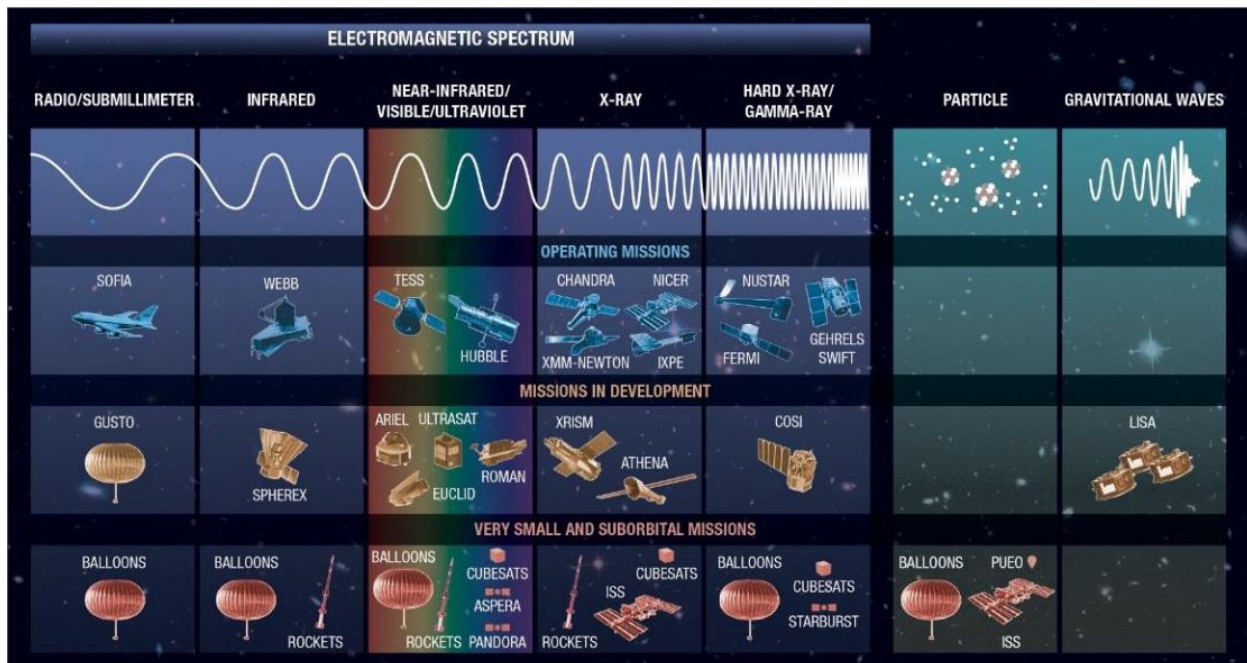 ELECTROMAGNETIC SPECTRUM
RADIO/SUBMILLIMETER
INFRARED
NEAR-INFRARED/
VISIBLE/ULTRAVIOLET
X-RAY
HARD X-RAY/
GAMMA-RAY
PARTICLE
GRAVITATIONAL WAVES
OPERATING MISSIONS
SOFIA
WEBB
TESS
HUBBLE
CHANDRA
NICER
XMM-NEWTON
IXPE
NUSTAR
FERMI
GEHRELS
SWIFT
MISSIONS IN DEVELOPMENT
GUSTO
SPHEREX
ARIEL
ULTRASAT
ROMAN
EUCLID
XRISM
ATHENA
COSI
LISA
VERY SMALL AND SUBORBITAL MISSIONS
BALLOONS
BALLOONS
ROCKETS
BALLOONS
CUBESATS
ASPERA
ROCKETS
PANDORA
CUBESATS
ISS
ROCKETS
BALLOONS
CUBESATS
STARBURST
BALLOONS
PUEO
ISS